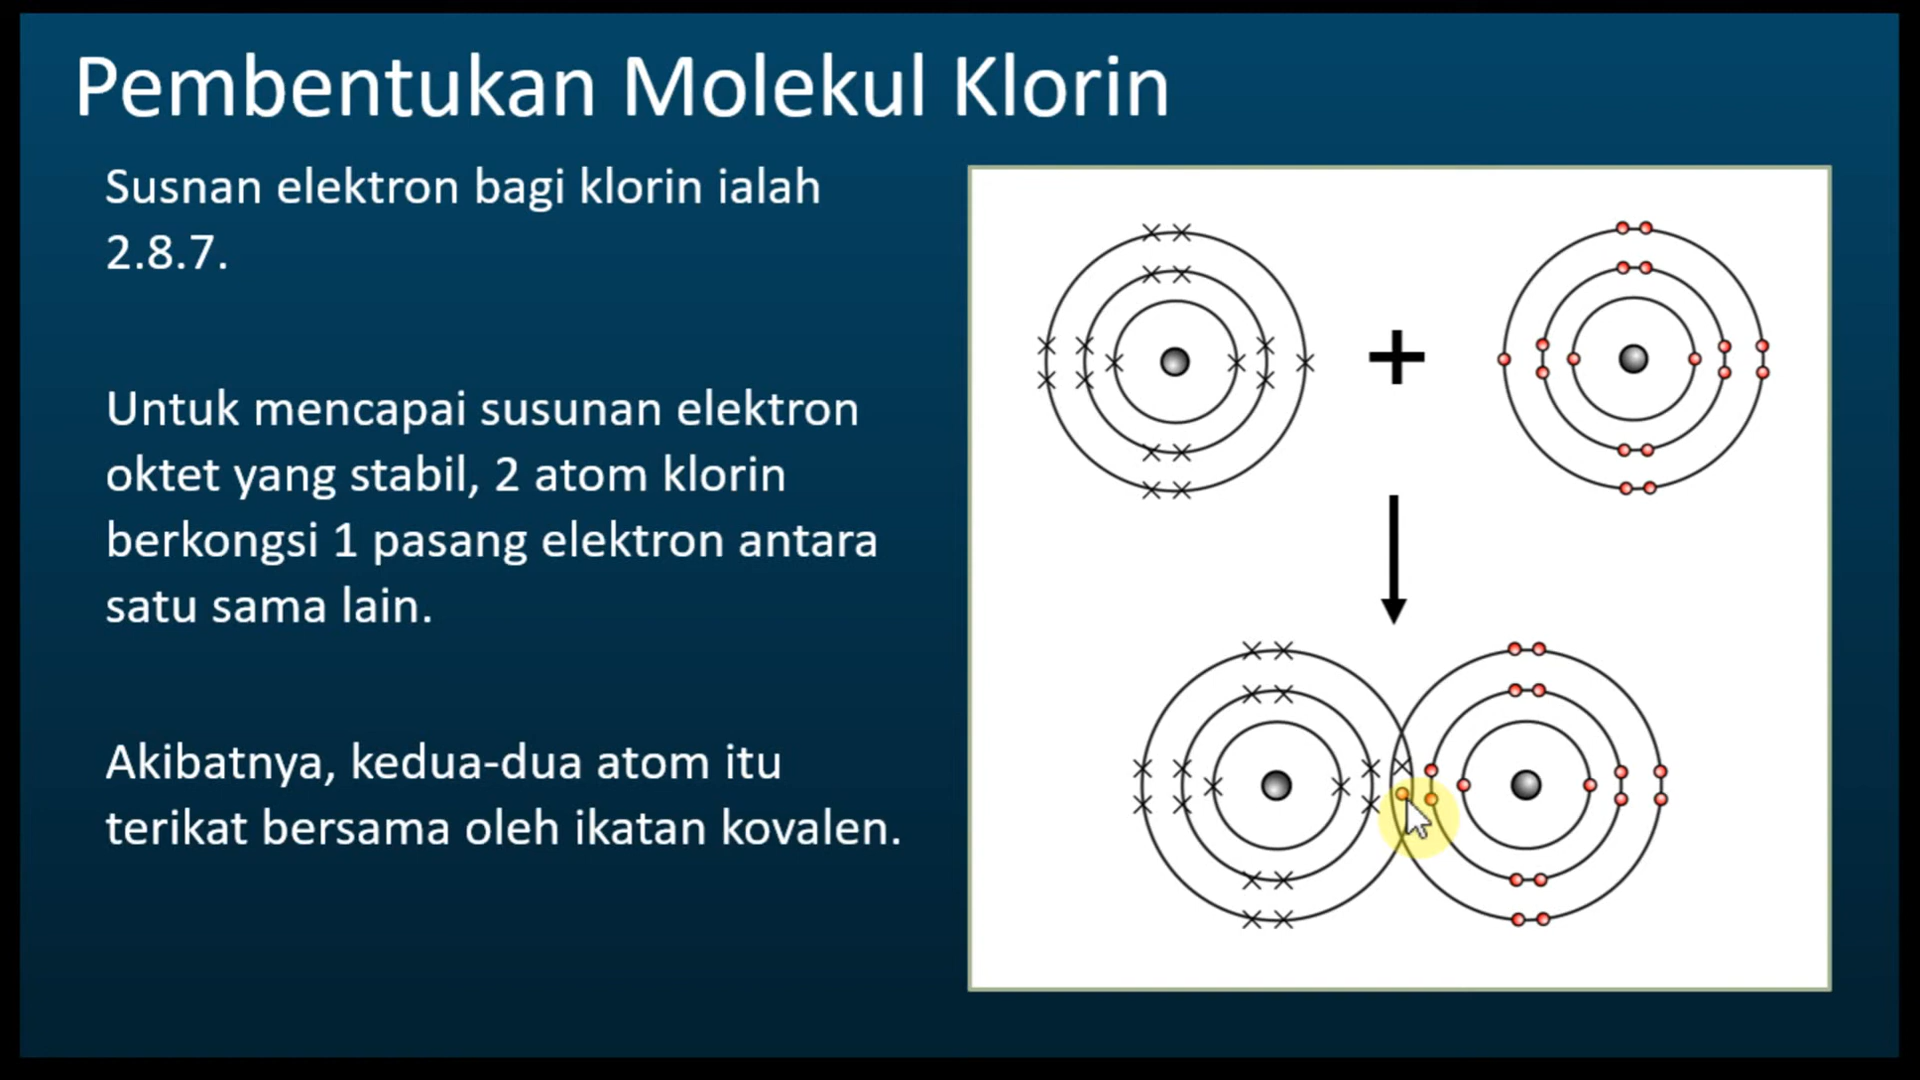 Pembentukan Molekul Klorin
Susnan elektron bagi klorin ialah
2.8.7.
Untuk mencapai susunan elektron
oktet yang stabil, 2 atom klorin
berkongsi 1 pasang elektron antara
satu sama lain.
Akibatnya, kedua-dua atom itu
terikat bersama oleh ikatan kovalen.